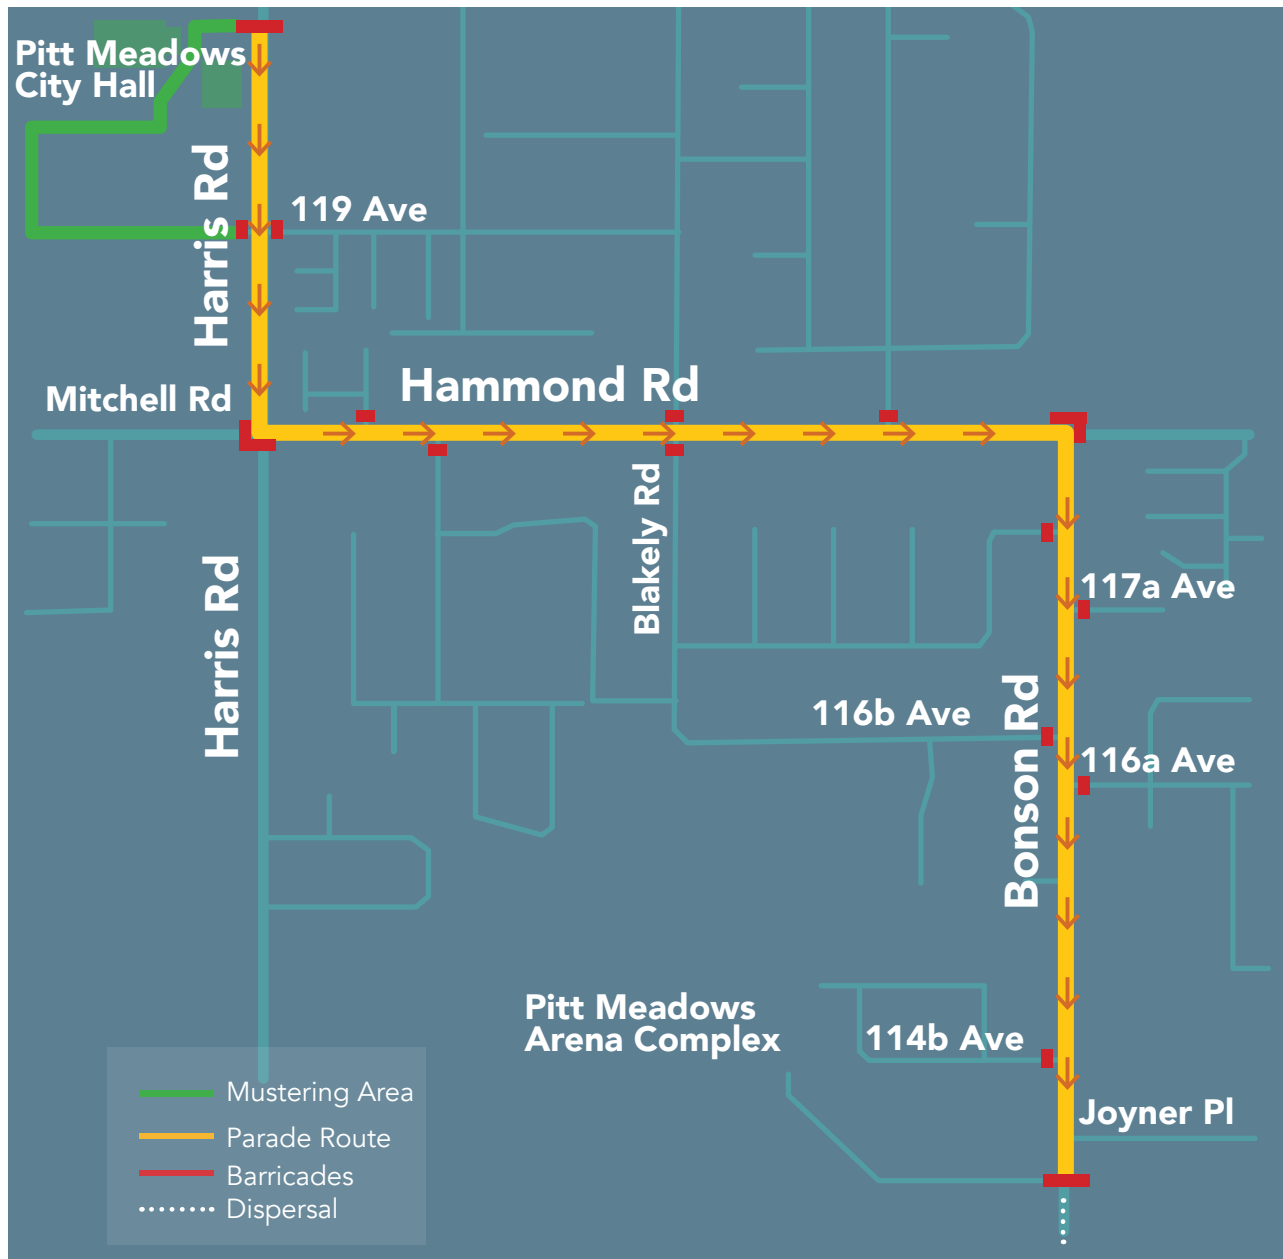 Pitt Meadows
City Hall
Harris Rd
119 Ave
Mitchell Rd
Hammond Rd
Harris Rd
Blakely Rd
117a Ave
116b Ave
Bonson Rd
116a Ave
Pitt Meadows
Arena Complex
114b Ave
Joyner Pl
Mustering Area
Parade Route
Barricades
Dispersal